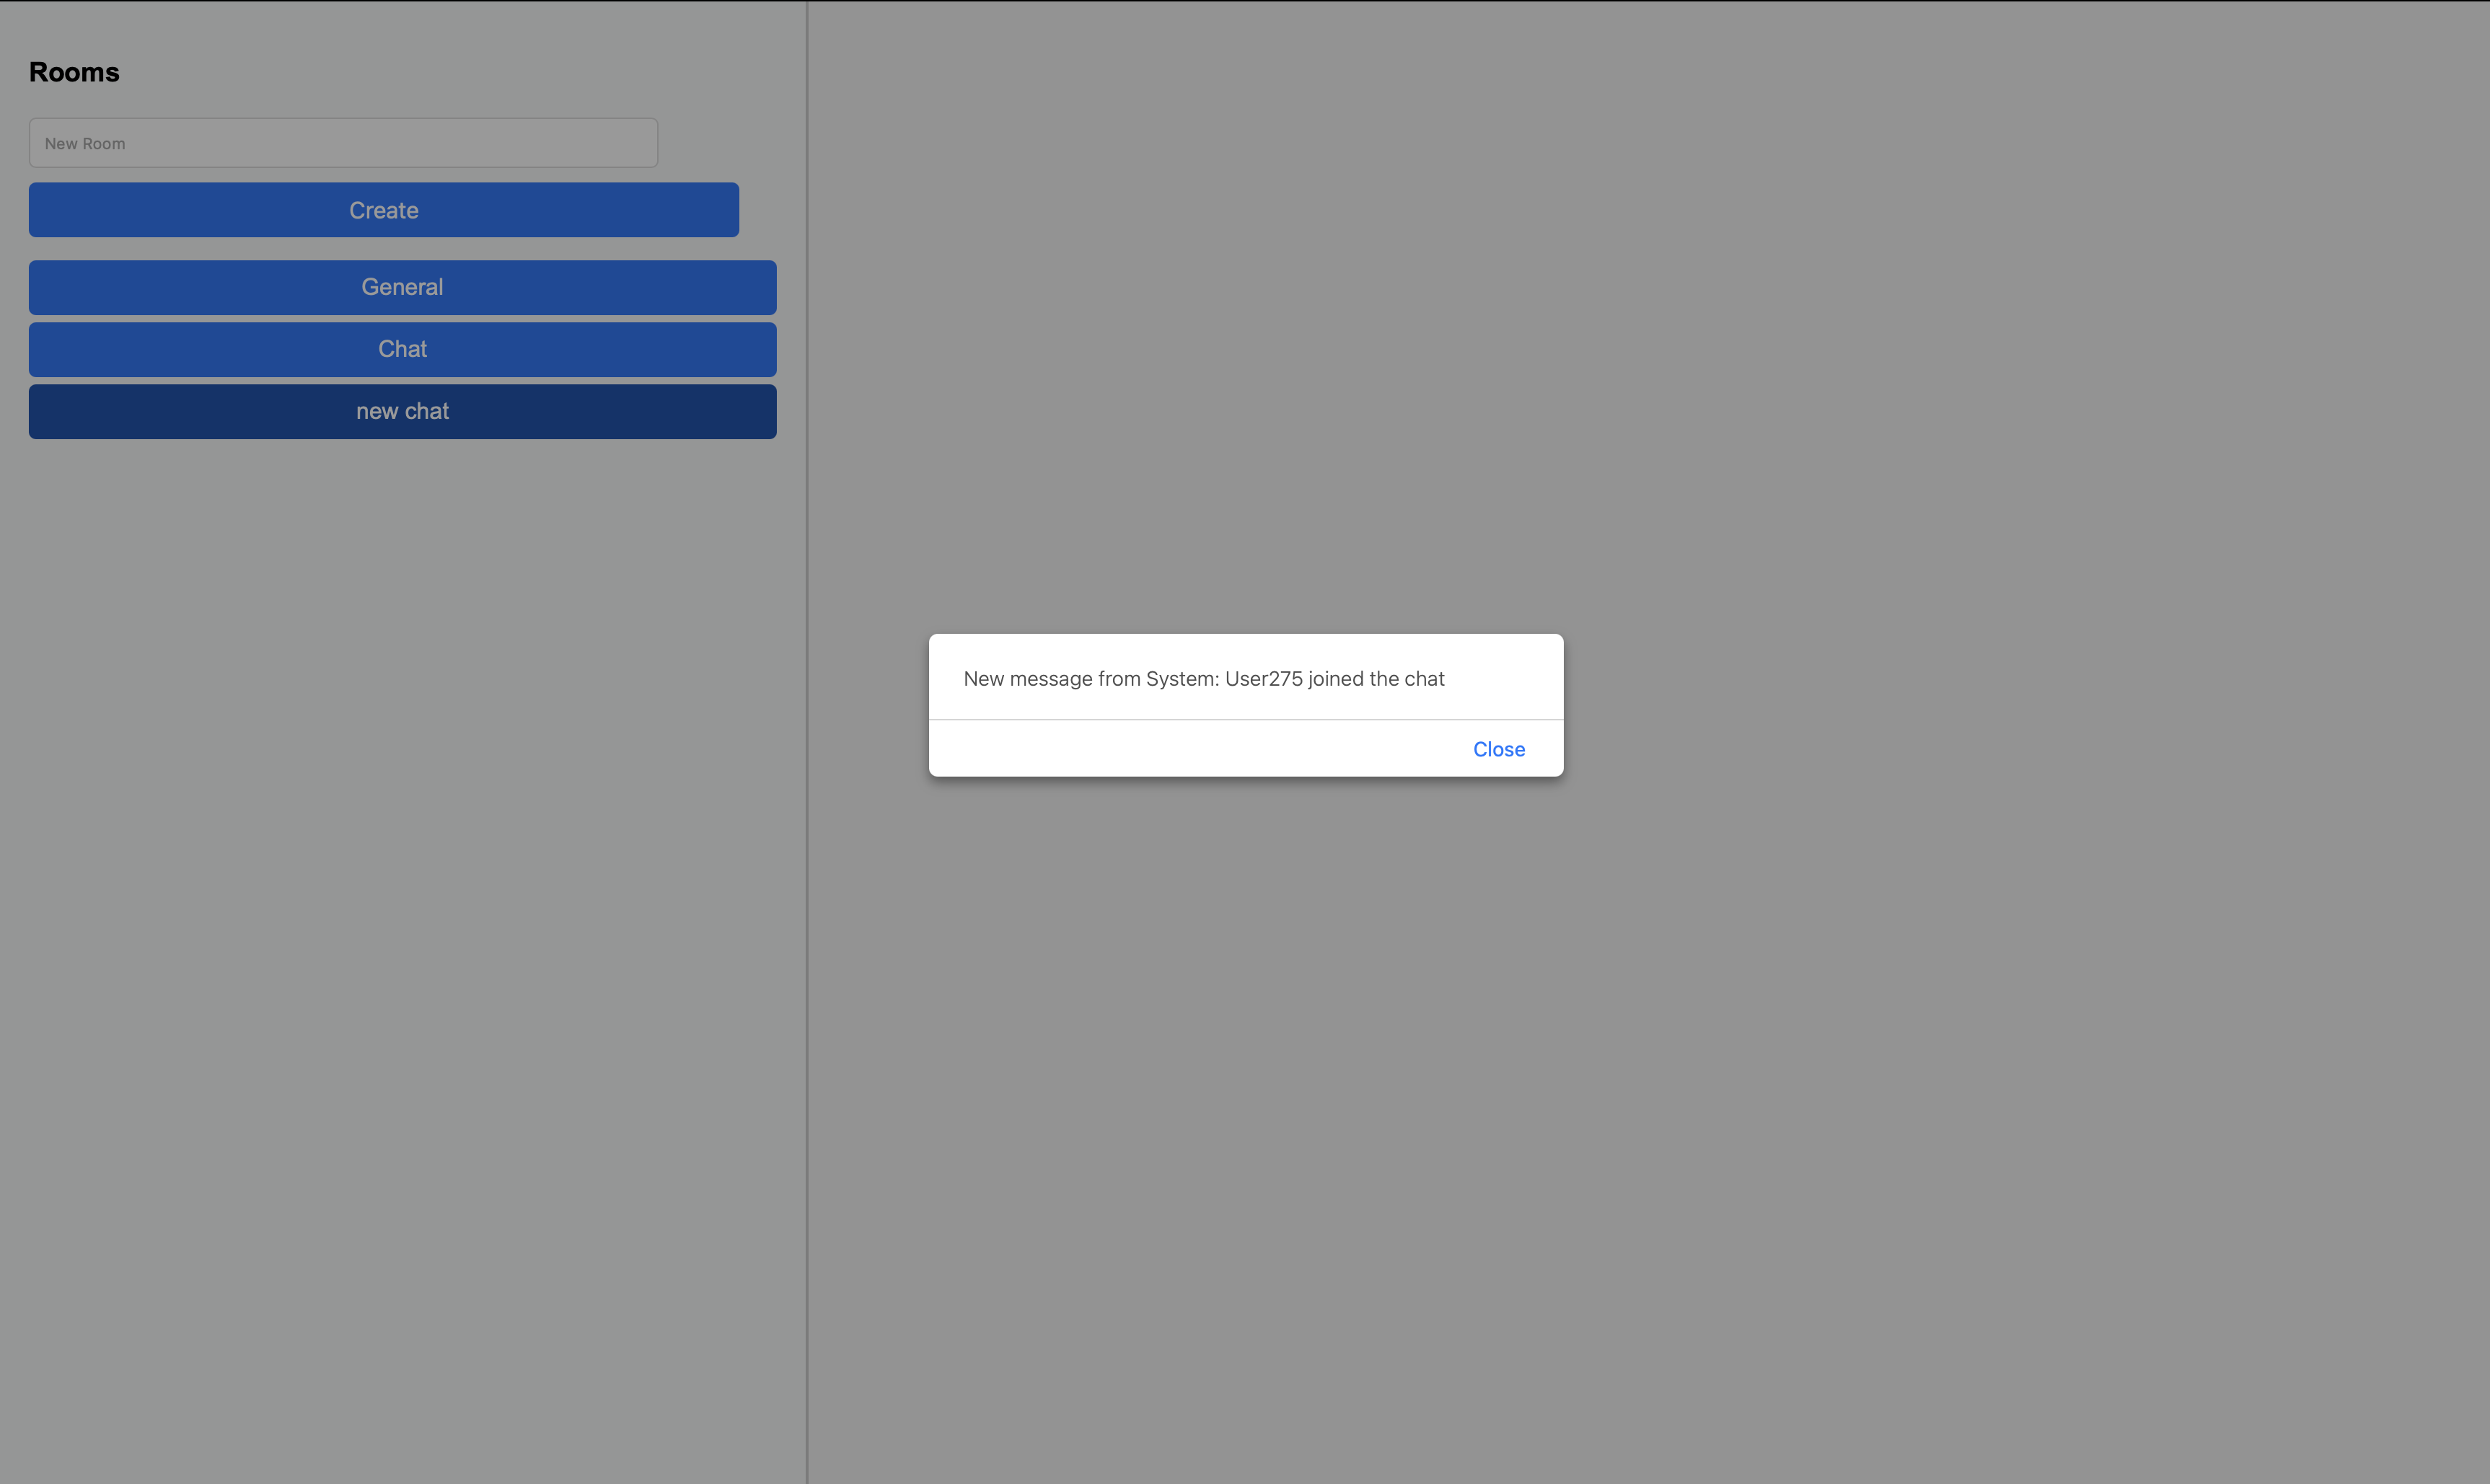 Rooms
New Room
Create
General
Chat
new chat
New message from System: User275 joined the chat
Close